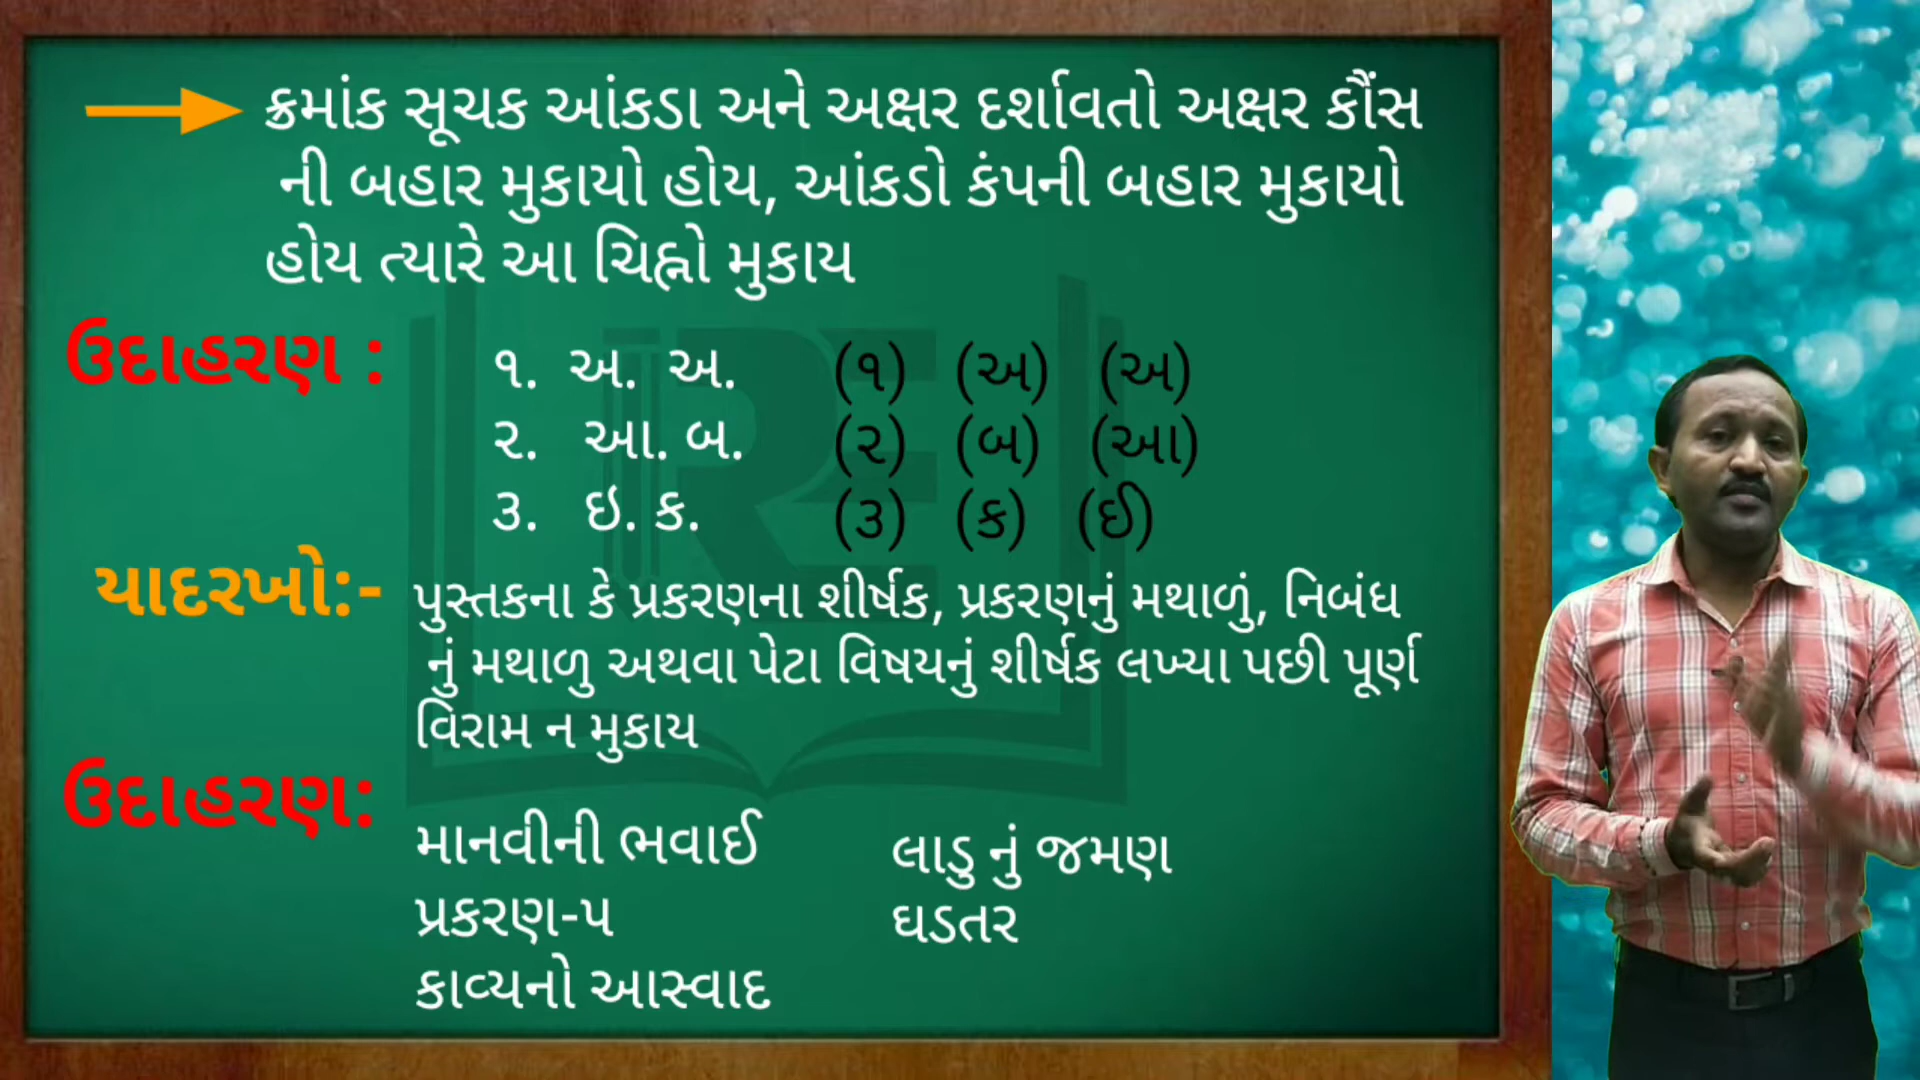 ક્રમાંક સૂચક આંકડા અને અક્ષર દર્શાવતો અક્ષર કૌંસ
ની બહાર મુકાયો હોય, આંકડો કંપની બહાર મુકાયો
હોય ત્યારે આ ચિહ્નો મુકાય
ઉદાહરણ :
૧. અ. અ. (૧) (અ) (અ)
૨. આ. બ. (૨) (બ) (આ)
૩. ઇ. ક. (૩) (ક) (ઈ)
યાદરખો:- પુસ્તકના કે પ્રકરણના શીર્ષક, પ્રકરણનું મથાળું, નિબંધ
નું મથાળુ અથવા પેટા વિષયનું શીર્ષક લખ્યા પછી પૂર્ણ
વિરામ ન મુકાય
ઉદાહરણ:
માનવીની ભવાઈ લાડુ નું જમણ
પ્રકરણ-૫ ઘડતર
કાવ્યનો આસ્વાદ
RE